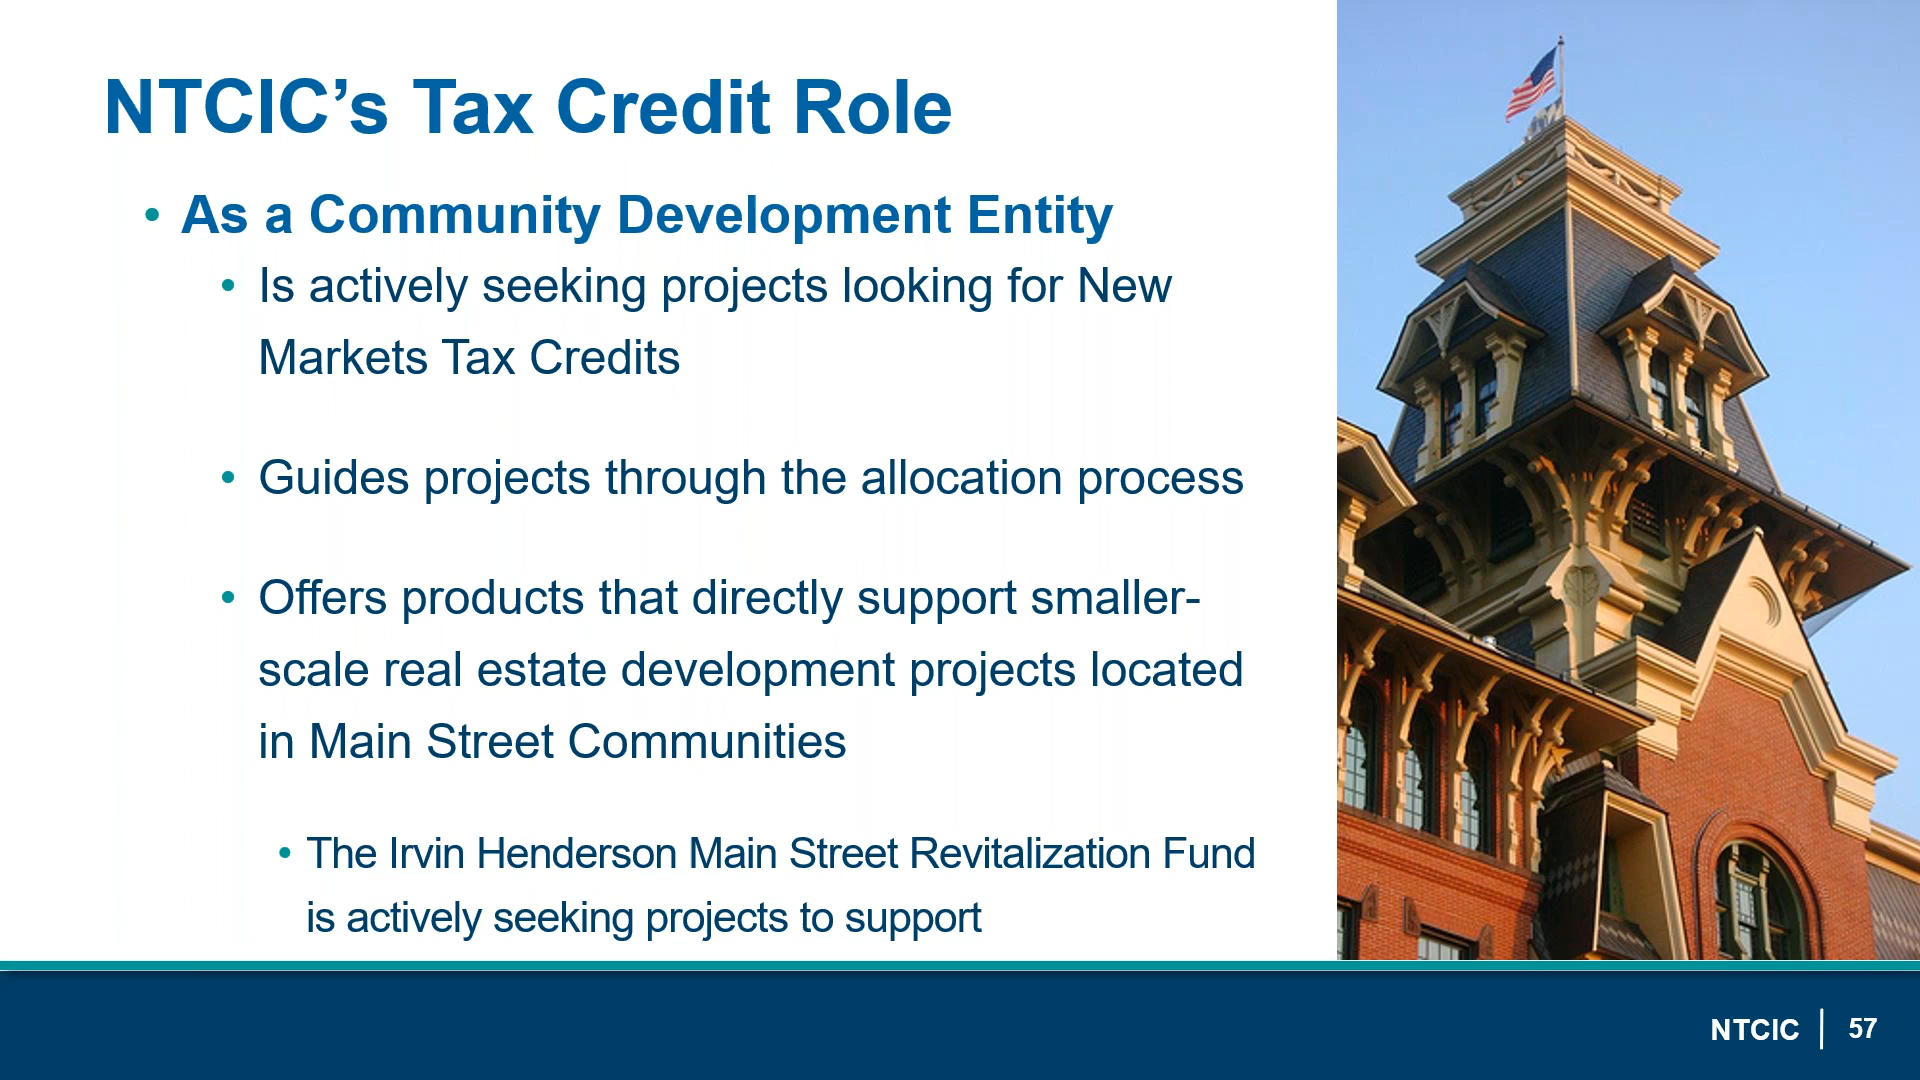 NTCIC’s Tax Credit Role
• As a Community Development Entity
• Is actively seeking projects looking for New
Markets Tax Credits
• Guides projects through the allocation process
• Offers products that directly support smaller-
scale real estate development projects located
in Main Street Communities
• The Irvin Henderson Main Street Revitalization Fund
is actively seeking projects to support
NTCIC | 57